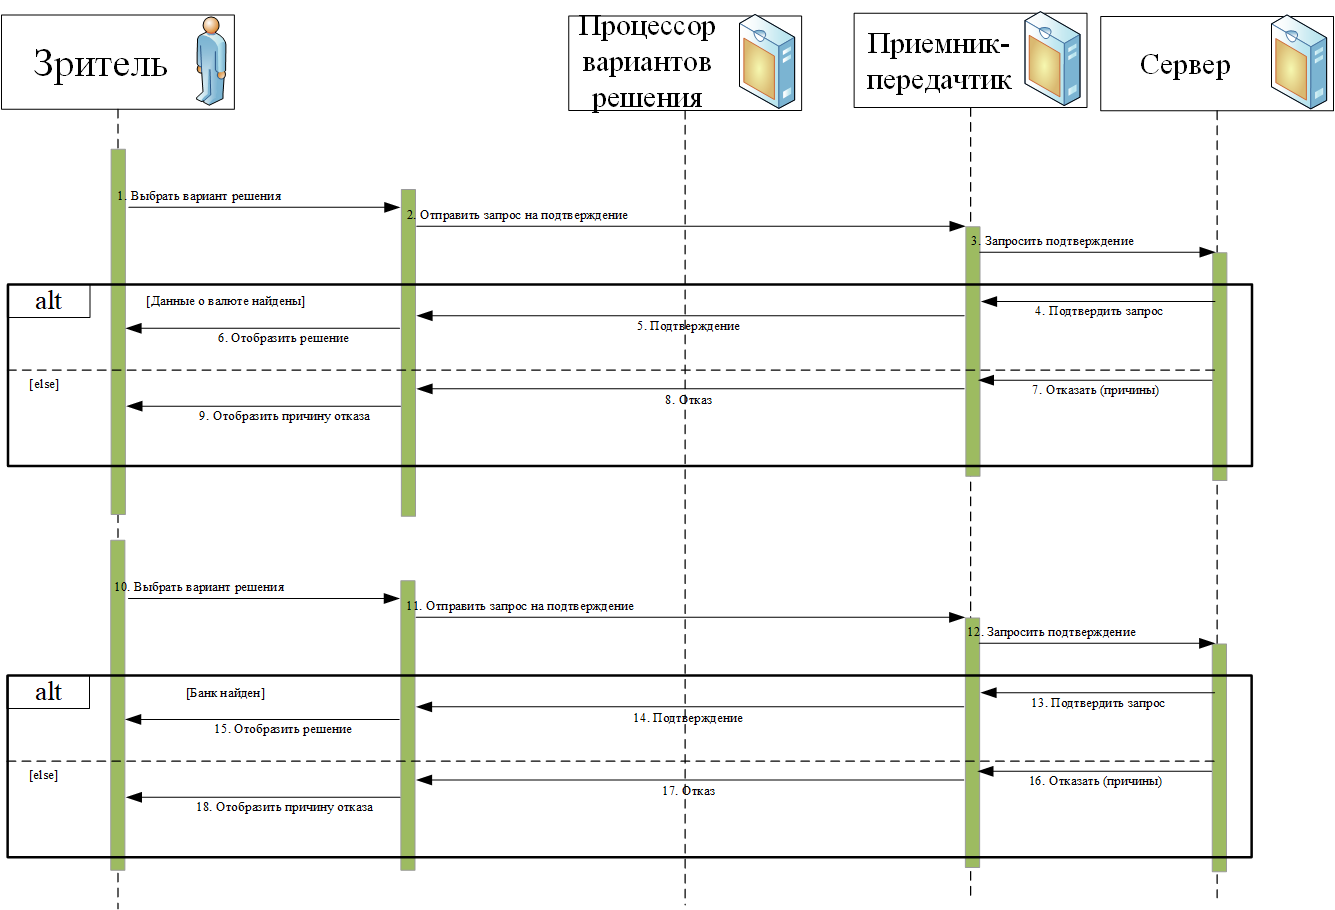 Зритель
Процессор
вариантов
решения
Приемник-
передачтик
Сервер
1. Выбрать вариант решения
2. Отправить запрос на подтверждение
3. Запросить подтверждение
alt
[Данные о валюте найдены]
4. Подтвердить запрос
5. Подтверждение
6. Отобразить решение
[else]
7. Отказать (причины)
8. Отказ
9. Отобразить причину отказа
10. Выбрать вариант решения
11. Отправить запрос на подтверждение
12. Запросить подтверждение
alt
[Банк найден]
13. Подтвердить запрос
14. Подтверждение
15. Отобразить решение
[else]
16. Отказать (причины)
17. Отказ
18. Отобразить причину отказа